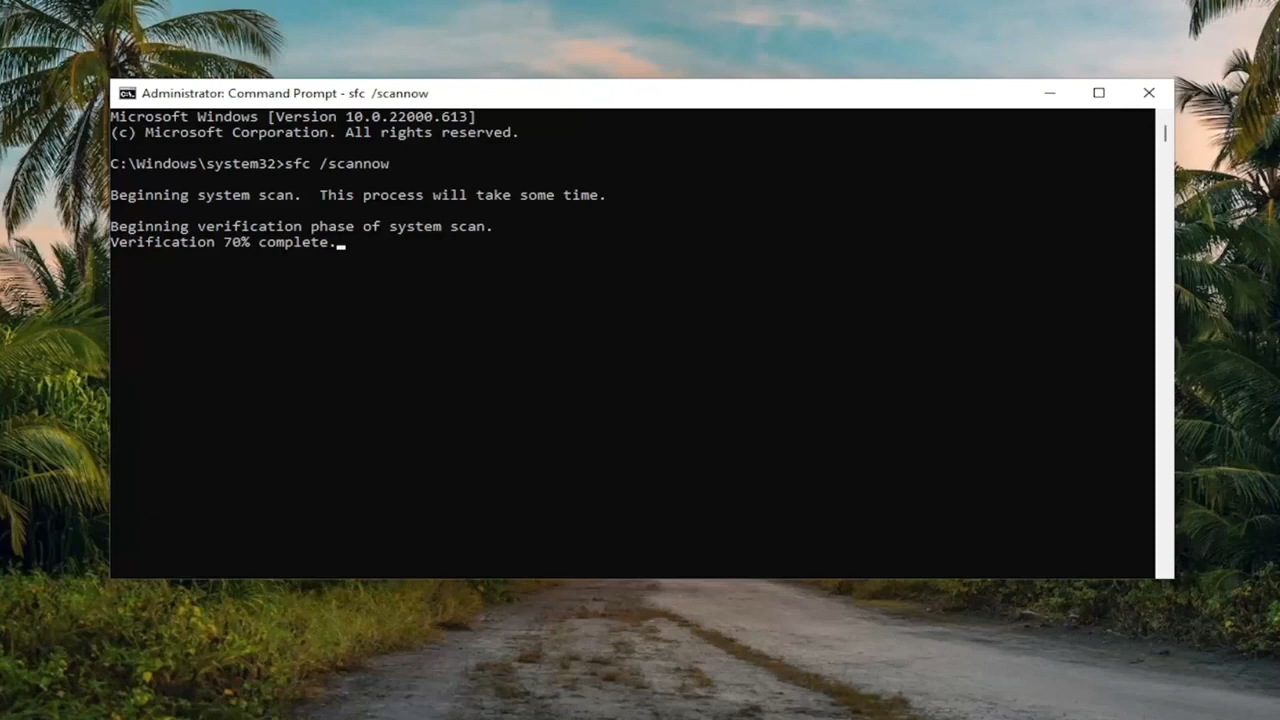 Administrator: Command Prompt - sfc  /scannow
Microsoft Windows [Version 10.0.22000.613]
(c) Microsoft Corporation. All rights reserved.
C:\Windows\system32>sfc /scannow
Beginning system scan.  This process will take some time.
Beginning verification phase of system scan.
Verification 70% complete.